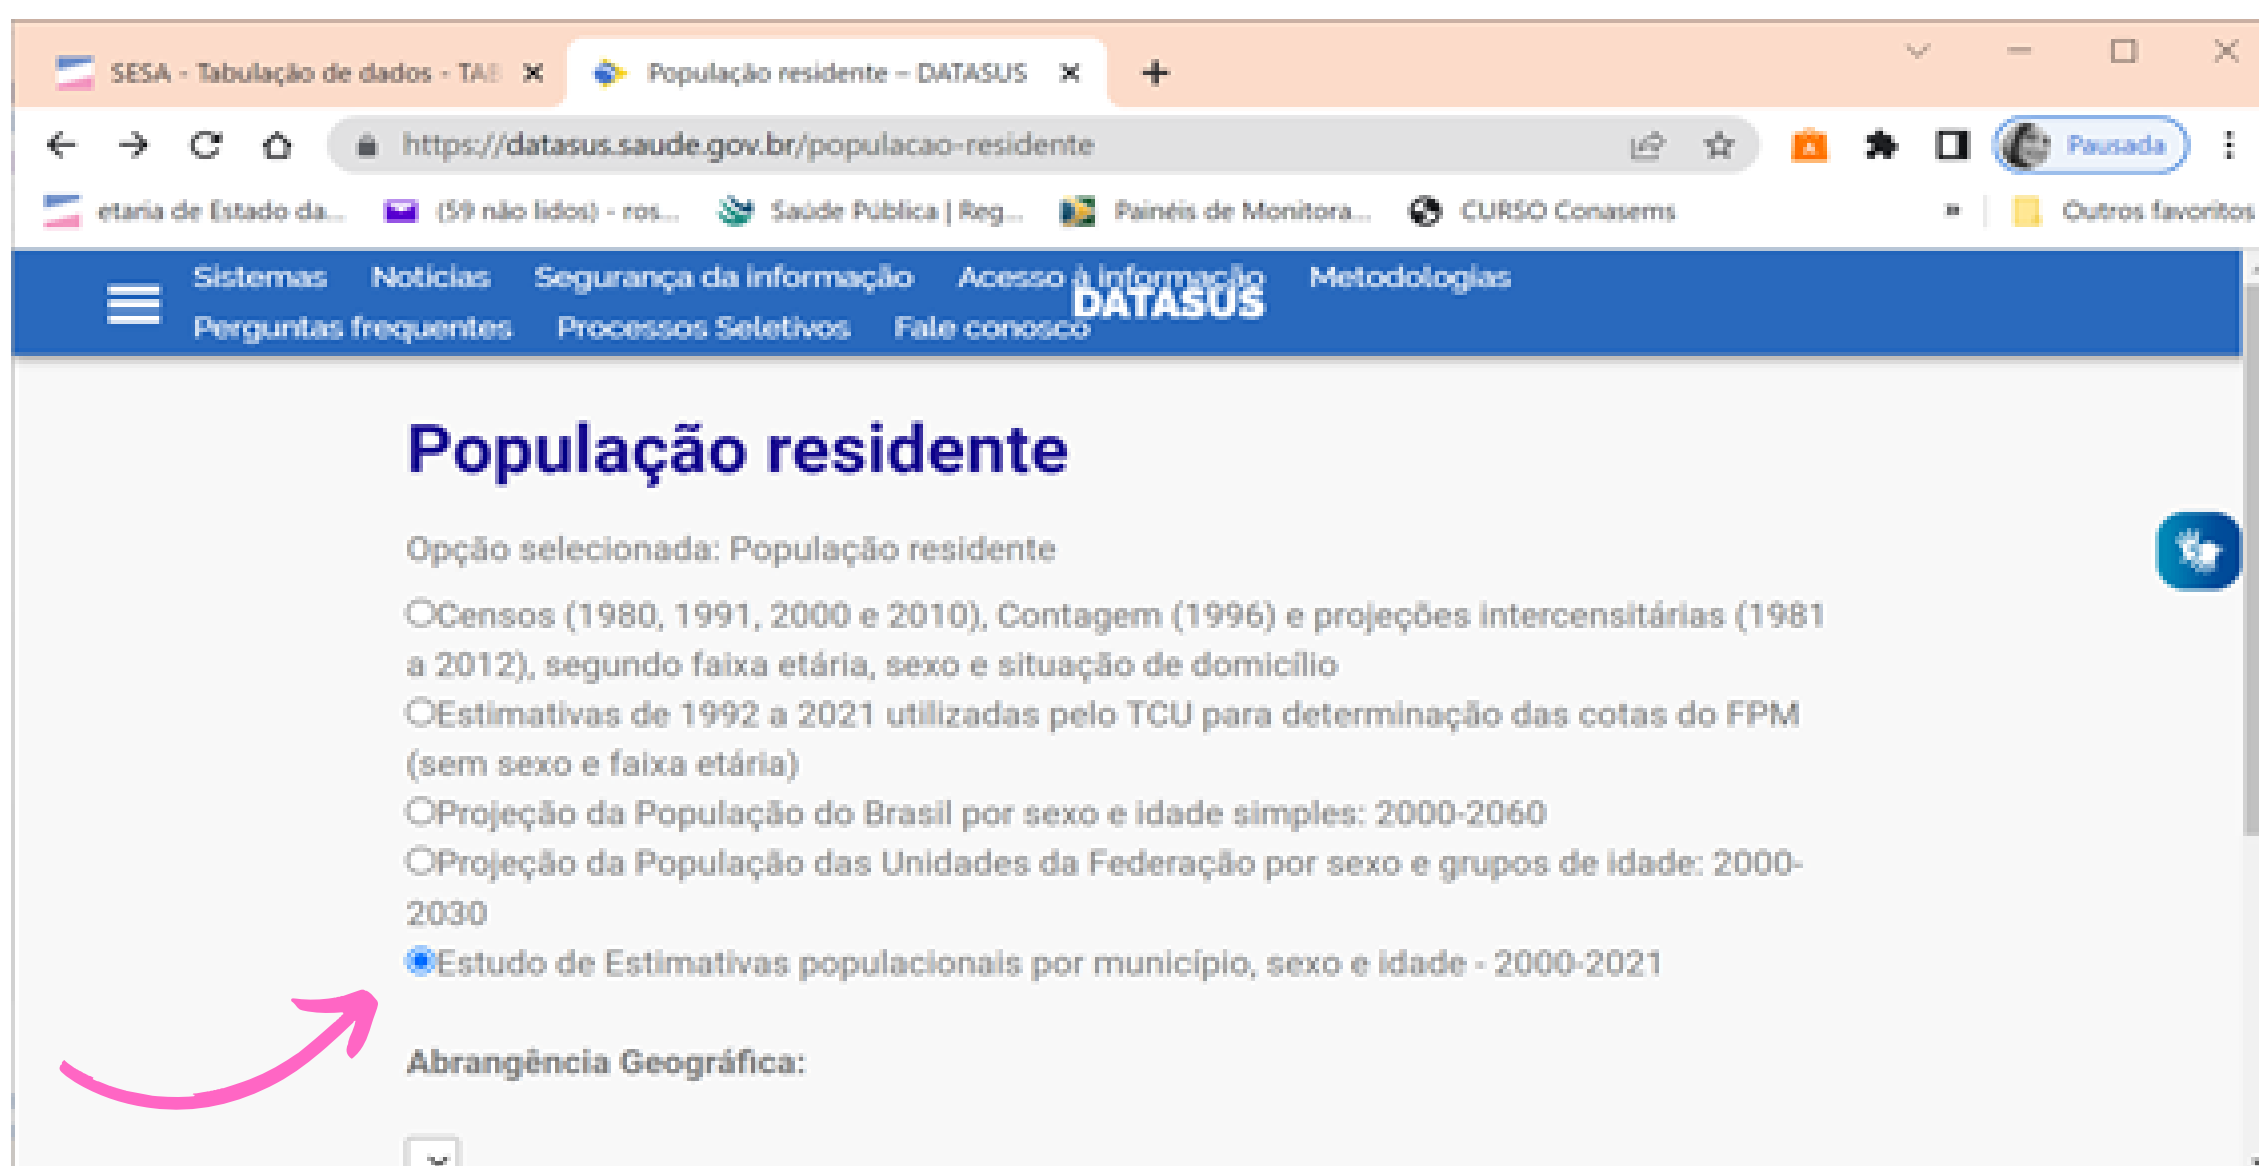 SESA - Tabulação de dados - TAB
População residente – DATASUS
https://datasus.saude.gov.br/populacao-residente
Pausada
etaria de Estado da...
(59 não lidos) - ros...
Saúde Pública | Reg...
Painéis de Monitora...
CURSO Conasems
»
Outros favoritos
Sistemas Noticias Segurança da informação Acesso à informação Metodologias
DATASUS
Perguntas frequentes Processos Seletivos Fale conosco
População residente
Opção selecionada: População residente
Censos (1980, 1991, 2000 e 2010), Contagem (1996) e projeções intercensitárias (1981
a 2012), segundo faixa etária, sexo e situação de domicílio
Estimativas de 1992 a 2021 utilizadas pelo TCU para determinação das cotas do FPM
(sem sexo e faixa etária)
Projeção da População do Brasil por sexo e idade simples: 2000-2060
Projeção da População das Unidades da Federação por sexo e grupos de idade: 2000-
2030
Estudo de Estimativas populacionais por município, sexo e idade - 2000-2021
Abrangência Geográfica: